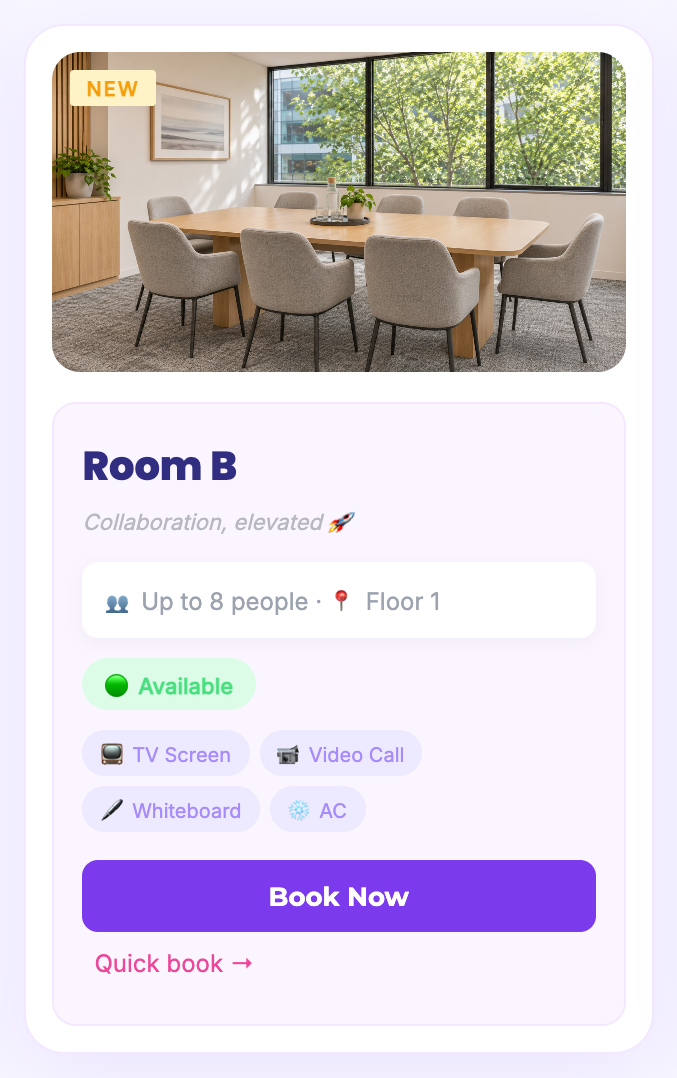 NEW
Room B
Collaboration, elevated 🚀
👥 Up to 8 people · 📍 Floor 1
🟢 Available
📺 TV Screen 📹 Video Call
🖊️ Whiteboard ❄️ AC
Book Now
Quick book →